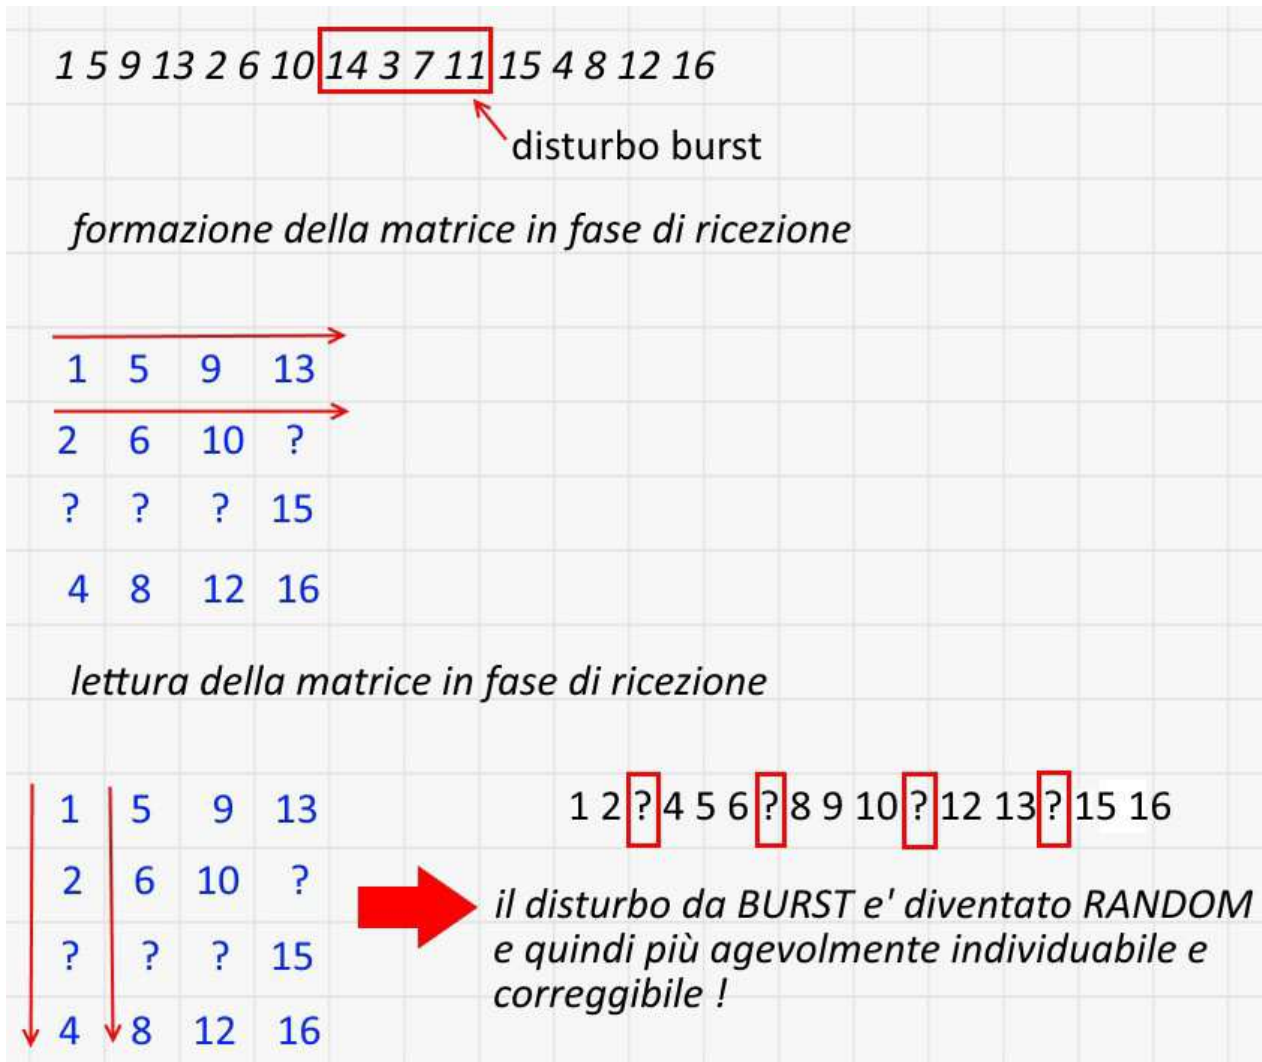 1 5 9 13 2 6 10 14 3 7 11 15 4 8 12 16
disturbo burst
formazione della matrice in fase di ricezione
1 5 9 13
2 6 10 ?
? ? ? 15
4 8 12 16
lettura della matrice in fase di ricezione
1 5 9 13
2 6 10 ?
? ? ? 15
4 8 12 16
1 2 ? 4 5 6 ? 8 9 10 ? 12 13 ? 15 16
il disturbo da BURST e' diventato RANDOM
e quindi più agevolmente individuabile e
correggibile !